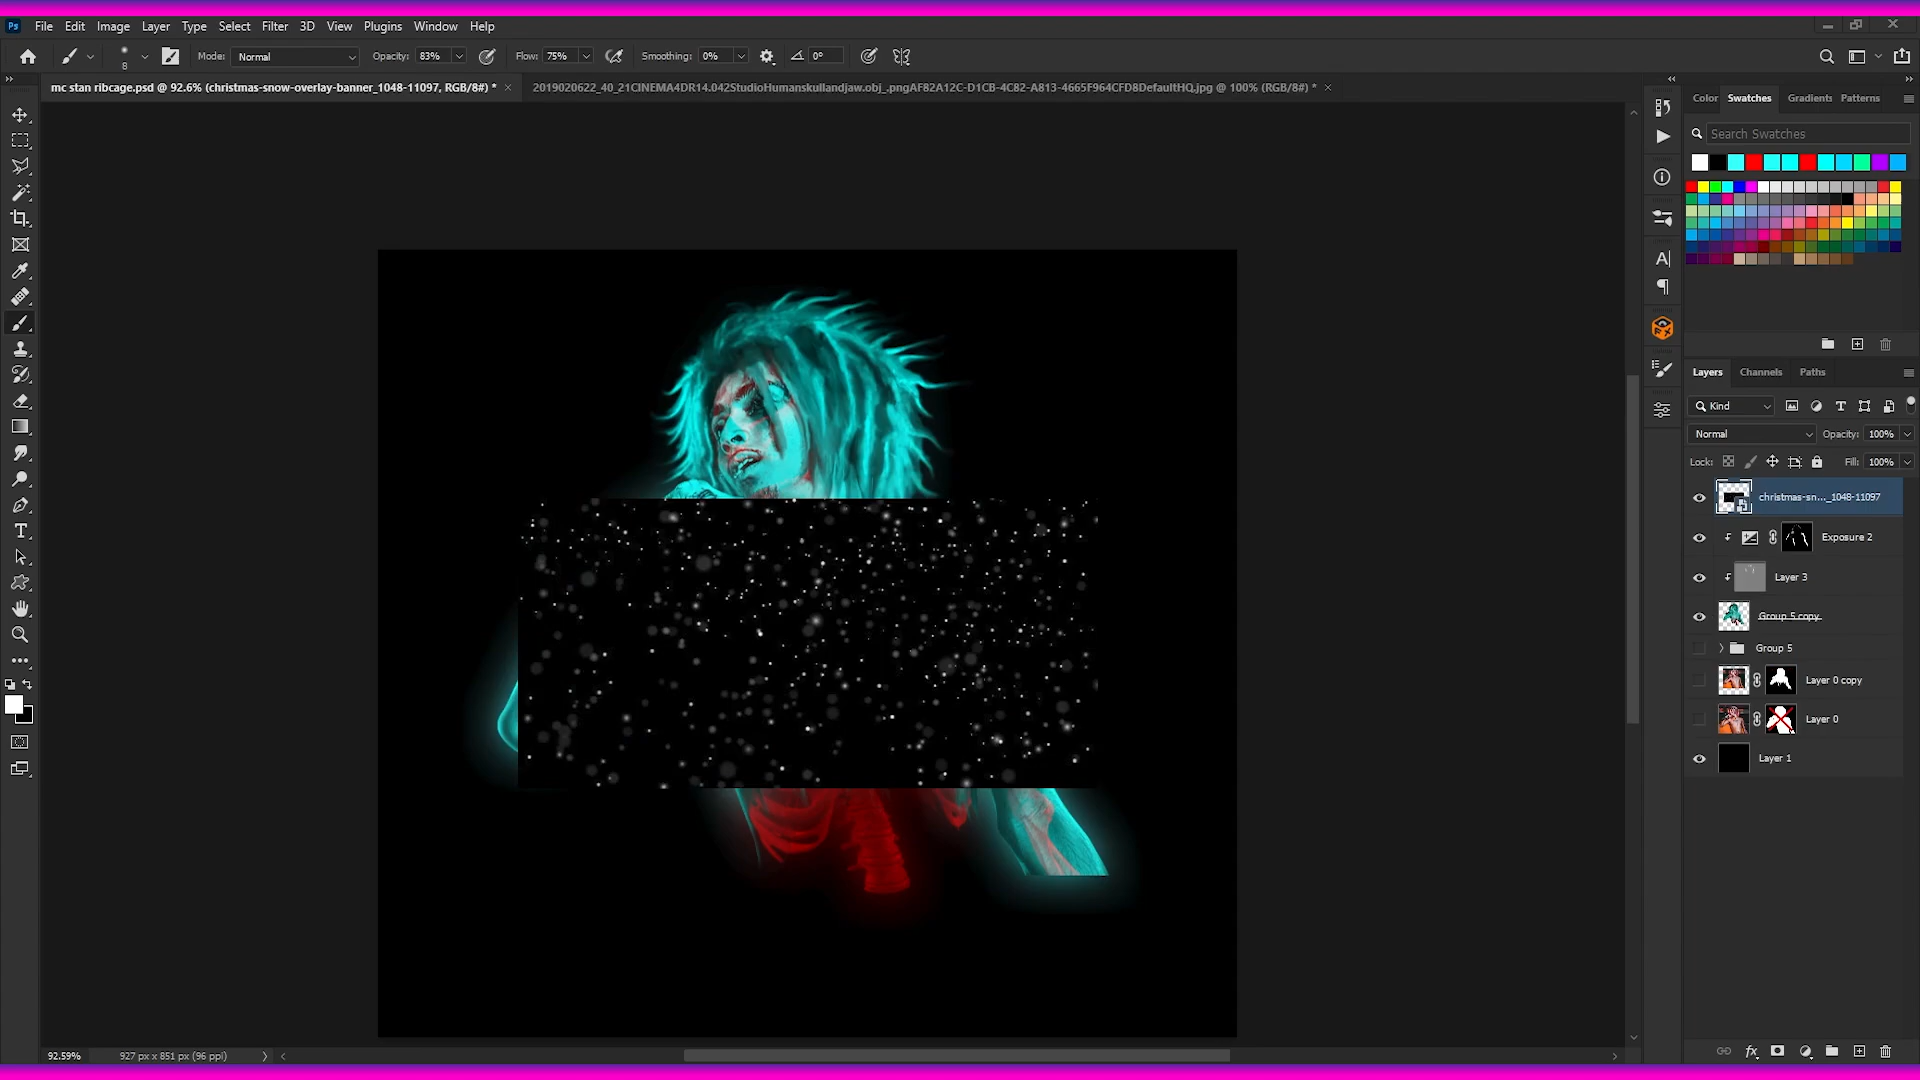 Ps File Edit Image Layer Type Select Filter 3D View Plugins Window Help
8 Mode: Normal Opacity: 83% Flow: 75% Smoothing: 0% 0°
mc stan ribcage.psd @ 92.6% (christmas-snow-overlay-banner_1048-11097, RGB/8#) * ×
2019020622_40_21CINEMA4DR14.042StudioHumanskullandjaw.obj_.pngAF82A12C-D1CB-4C82-A813-4665F964CFD8DefaultHQ.jpg @ 100% (RGB/8#) * ×
Color Swatches Gradients Patterns
Search Swatches
Layers Channels Paths
Kind
Normal Opacity: 100%
Lock: Fill: 100%
christmas-sn..._1048-11097
Exposure 2
Layer 3
Group 5 copy
Group 5
Layer 0 copy
Layer 0
Layer 1
92.59% 927 px x 851 px (96 ppi)